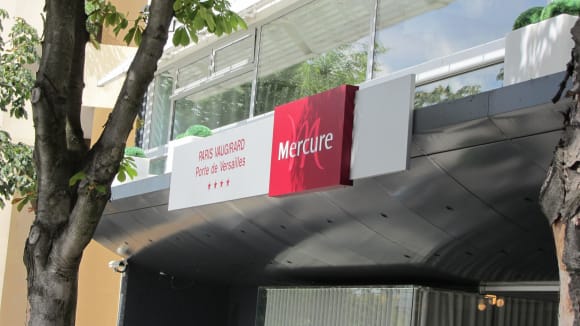 PARIS VAUGIRARD
Porte de Versailles
★★★★
Mercure